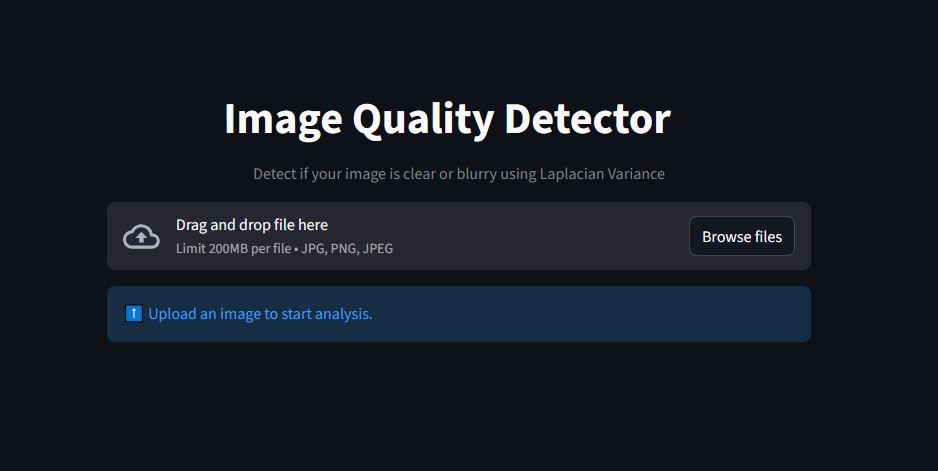 Image Quality Detector
Detect if your image is clear or blurry using Laplacian Variance
Drag and drop file here
Limit 200MB per file • JPG, PNG, JPEG
Browse files
⬆️ Upload an image to start analysis.